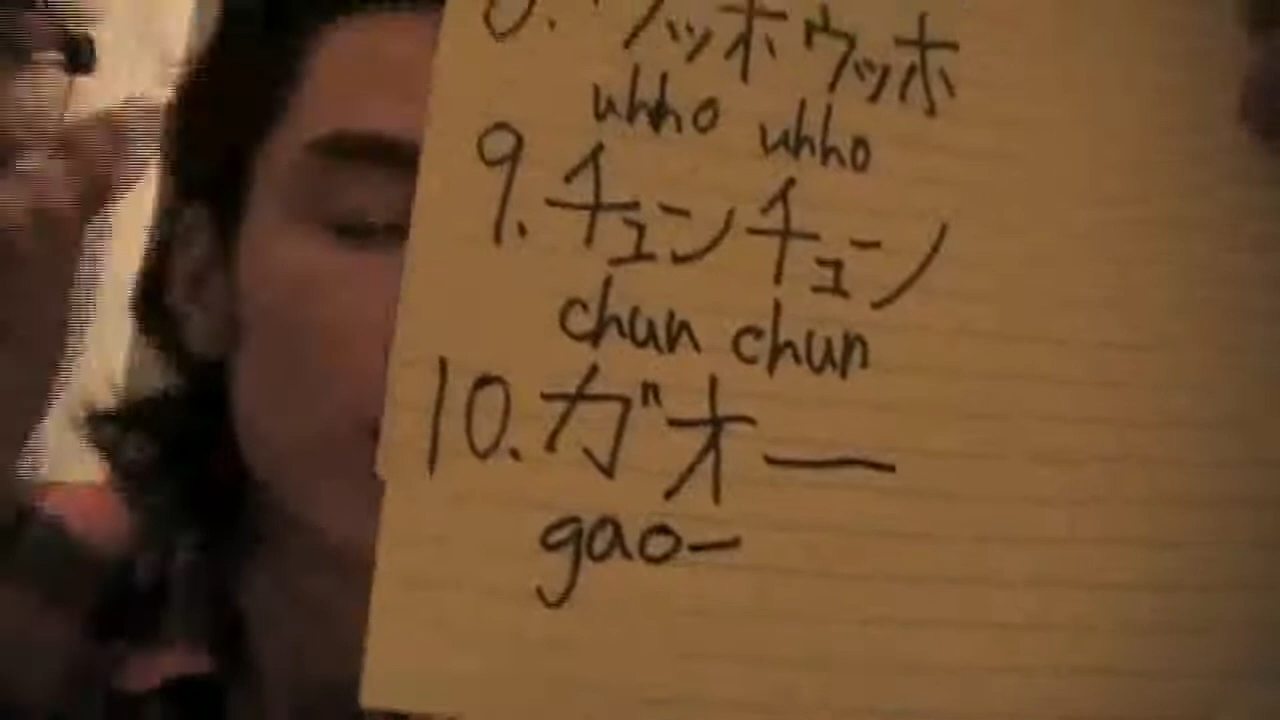 8. ウッホウッホ
uhho uhho
9. チュンチュン
chun chun
10. ガオー
gao-